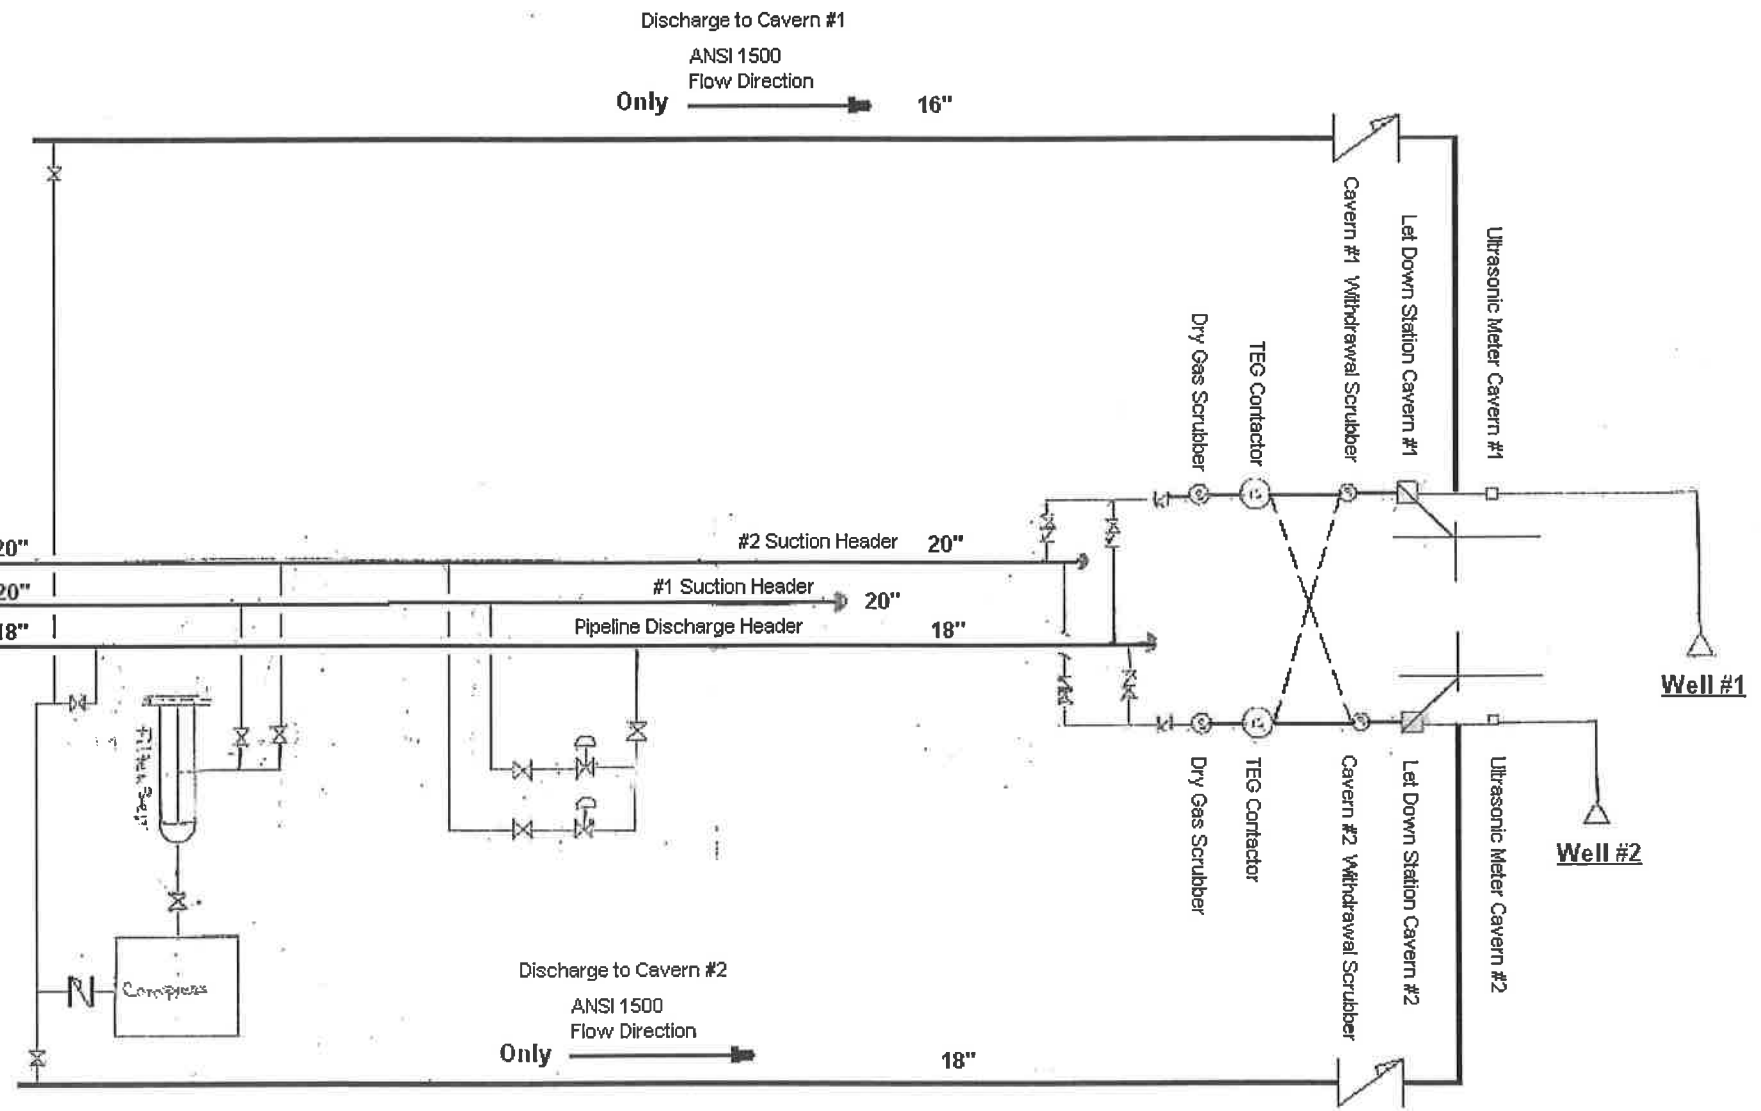 Discharge to Cavern #1
ANSI 1500
Flow Direction
Only
16"
Cavern #1 Withdrawal Scrubber
Let Down Station Cavern #1
Ultrasonic Meter Cavern #1
Dry Gas Scrubber
TEG Contactor
20"
#2 Suction Header
20"
20"
#1 Suction Header
20"
18"
Pipeline Discharge Header
18"
Well #1
Filter Sep
Dry Gas Scrubber
TEG Contactor
Cavern #2 Withdrawal Scrubber
Let Down Station Cavern #2
Ultrasonic Meter Cavern #2
Well #2
Compress
Discharge to Cavern #2
ANSI 1500
Flow Direction
Only
18"